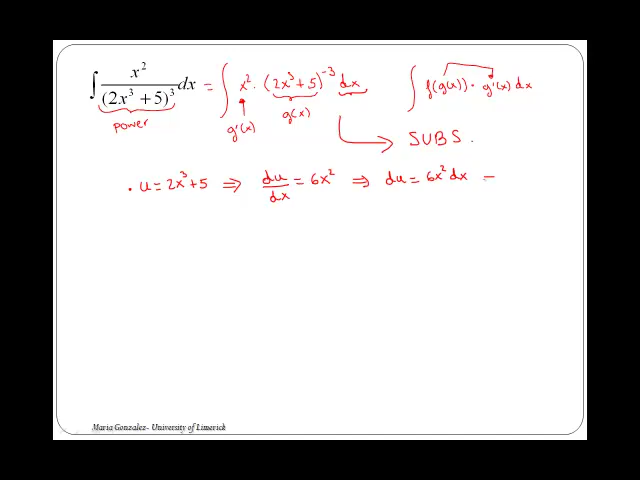 ∫ x² / (2x³ + 5)³ dx = ∫ x² · (2x³ + 5)⁻³ dx    ∫ f(g(x)) · g'(x) dx
power    g'(x)    g(x)
SUBS.
· u = 2x³ + 5 ⇒ du/dx = 6x² ⇒ du = 6x² dx =
Maria Gonzalez- University of Limerick